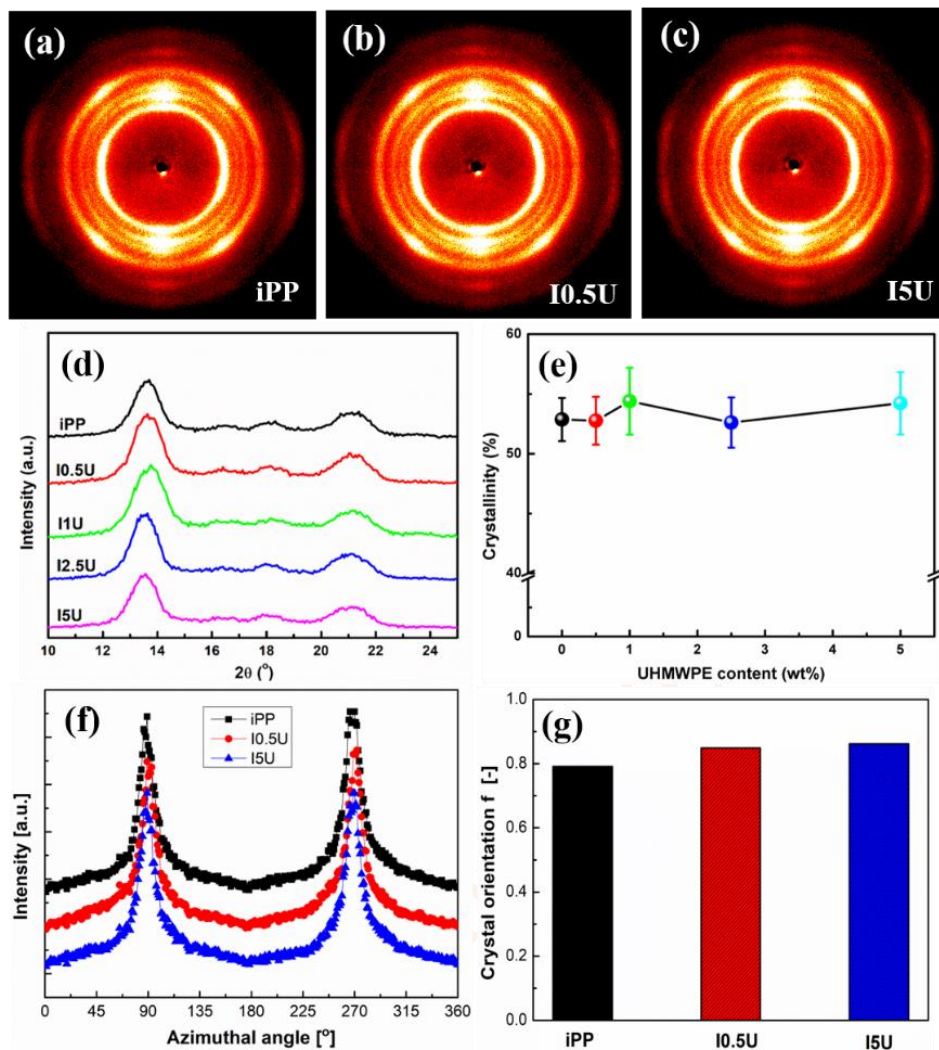 (a)
iPP
(b)
I0.5U
(c)
I5U
(d)
Intensity (a.u.)
iPP
I0.5U
I1U
I2.5U
I5U
10 12 14 16 18 20 22 24
2θ (°)
(e)
Crystallinity (%)
60
50
40
0
0 1 2 3 4 5
UHMWPE content (wt%)
(f)
iPP
I0.5U
I5U
Intensity [a.u.]
0 45 90 135 180 225 270 315 360
Azimuthal angle [°]
(g)
Crystal orientation f [-]
1.0
0.8
0.6
0.4
0.2
0.0
iPP I0.5U I5U